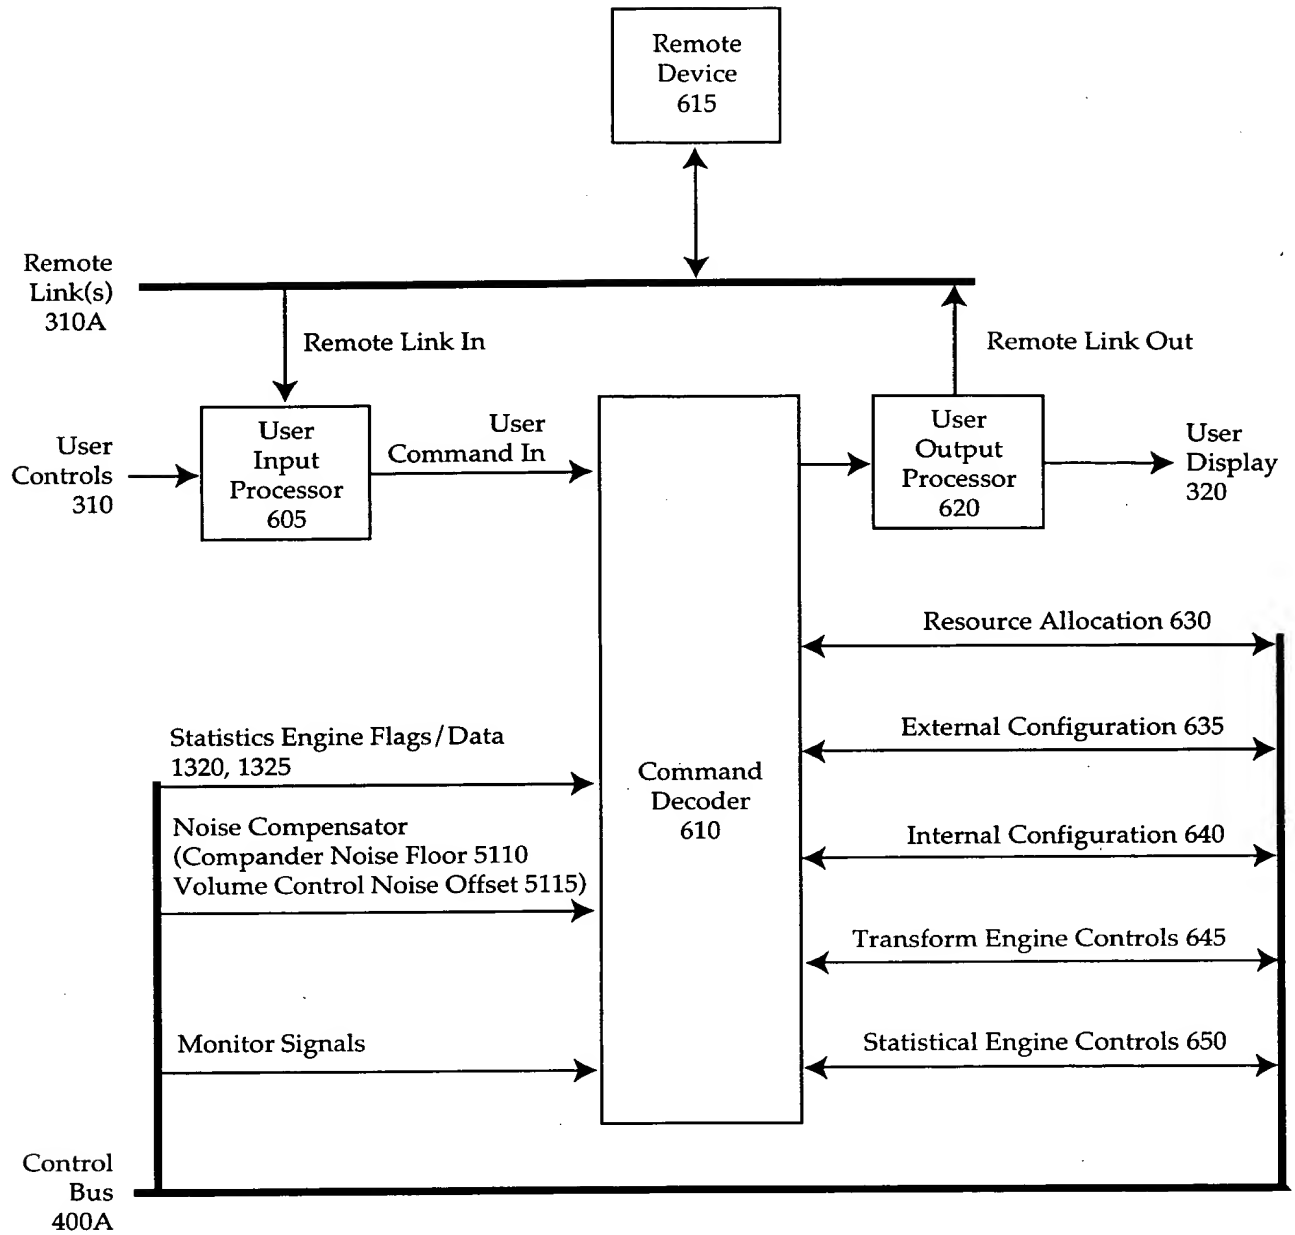 Remote
Device
615
Remote
Link(s)
310A
Remote Link In
Remote Link Out
User
Controls
310
User
Input
Processor
605
User
Command In
User
Output
Processor
620
User
Display
320
Resource Allocation 630
External Configuration 635
Internal Configuration 640
Transform Engine Controls 645
Statistical Engine Controls 650
Command
Decoder
610
Statistics Engine Flags/Data
1320, 1325
Noise Compensator
(Compander Noise Floor 5110
Volume Control Noise Offset 5115)
Monitor Signals
Control
Bus
400A